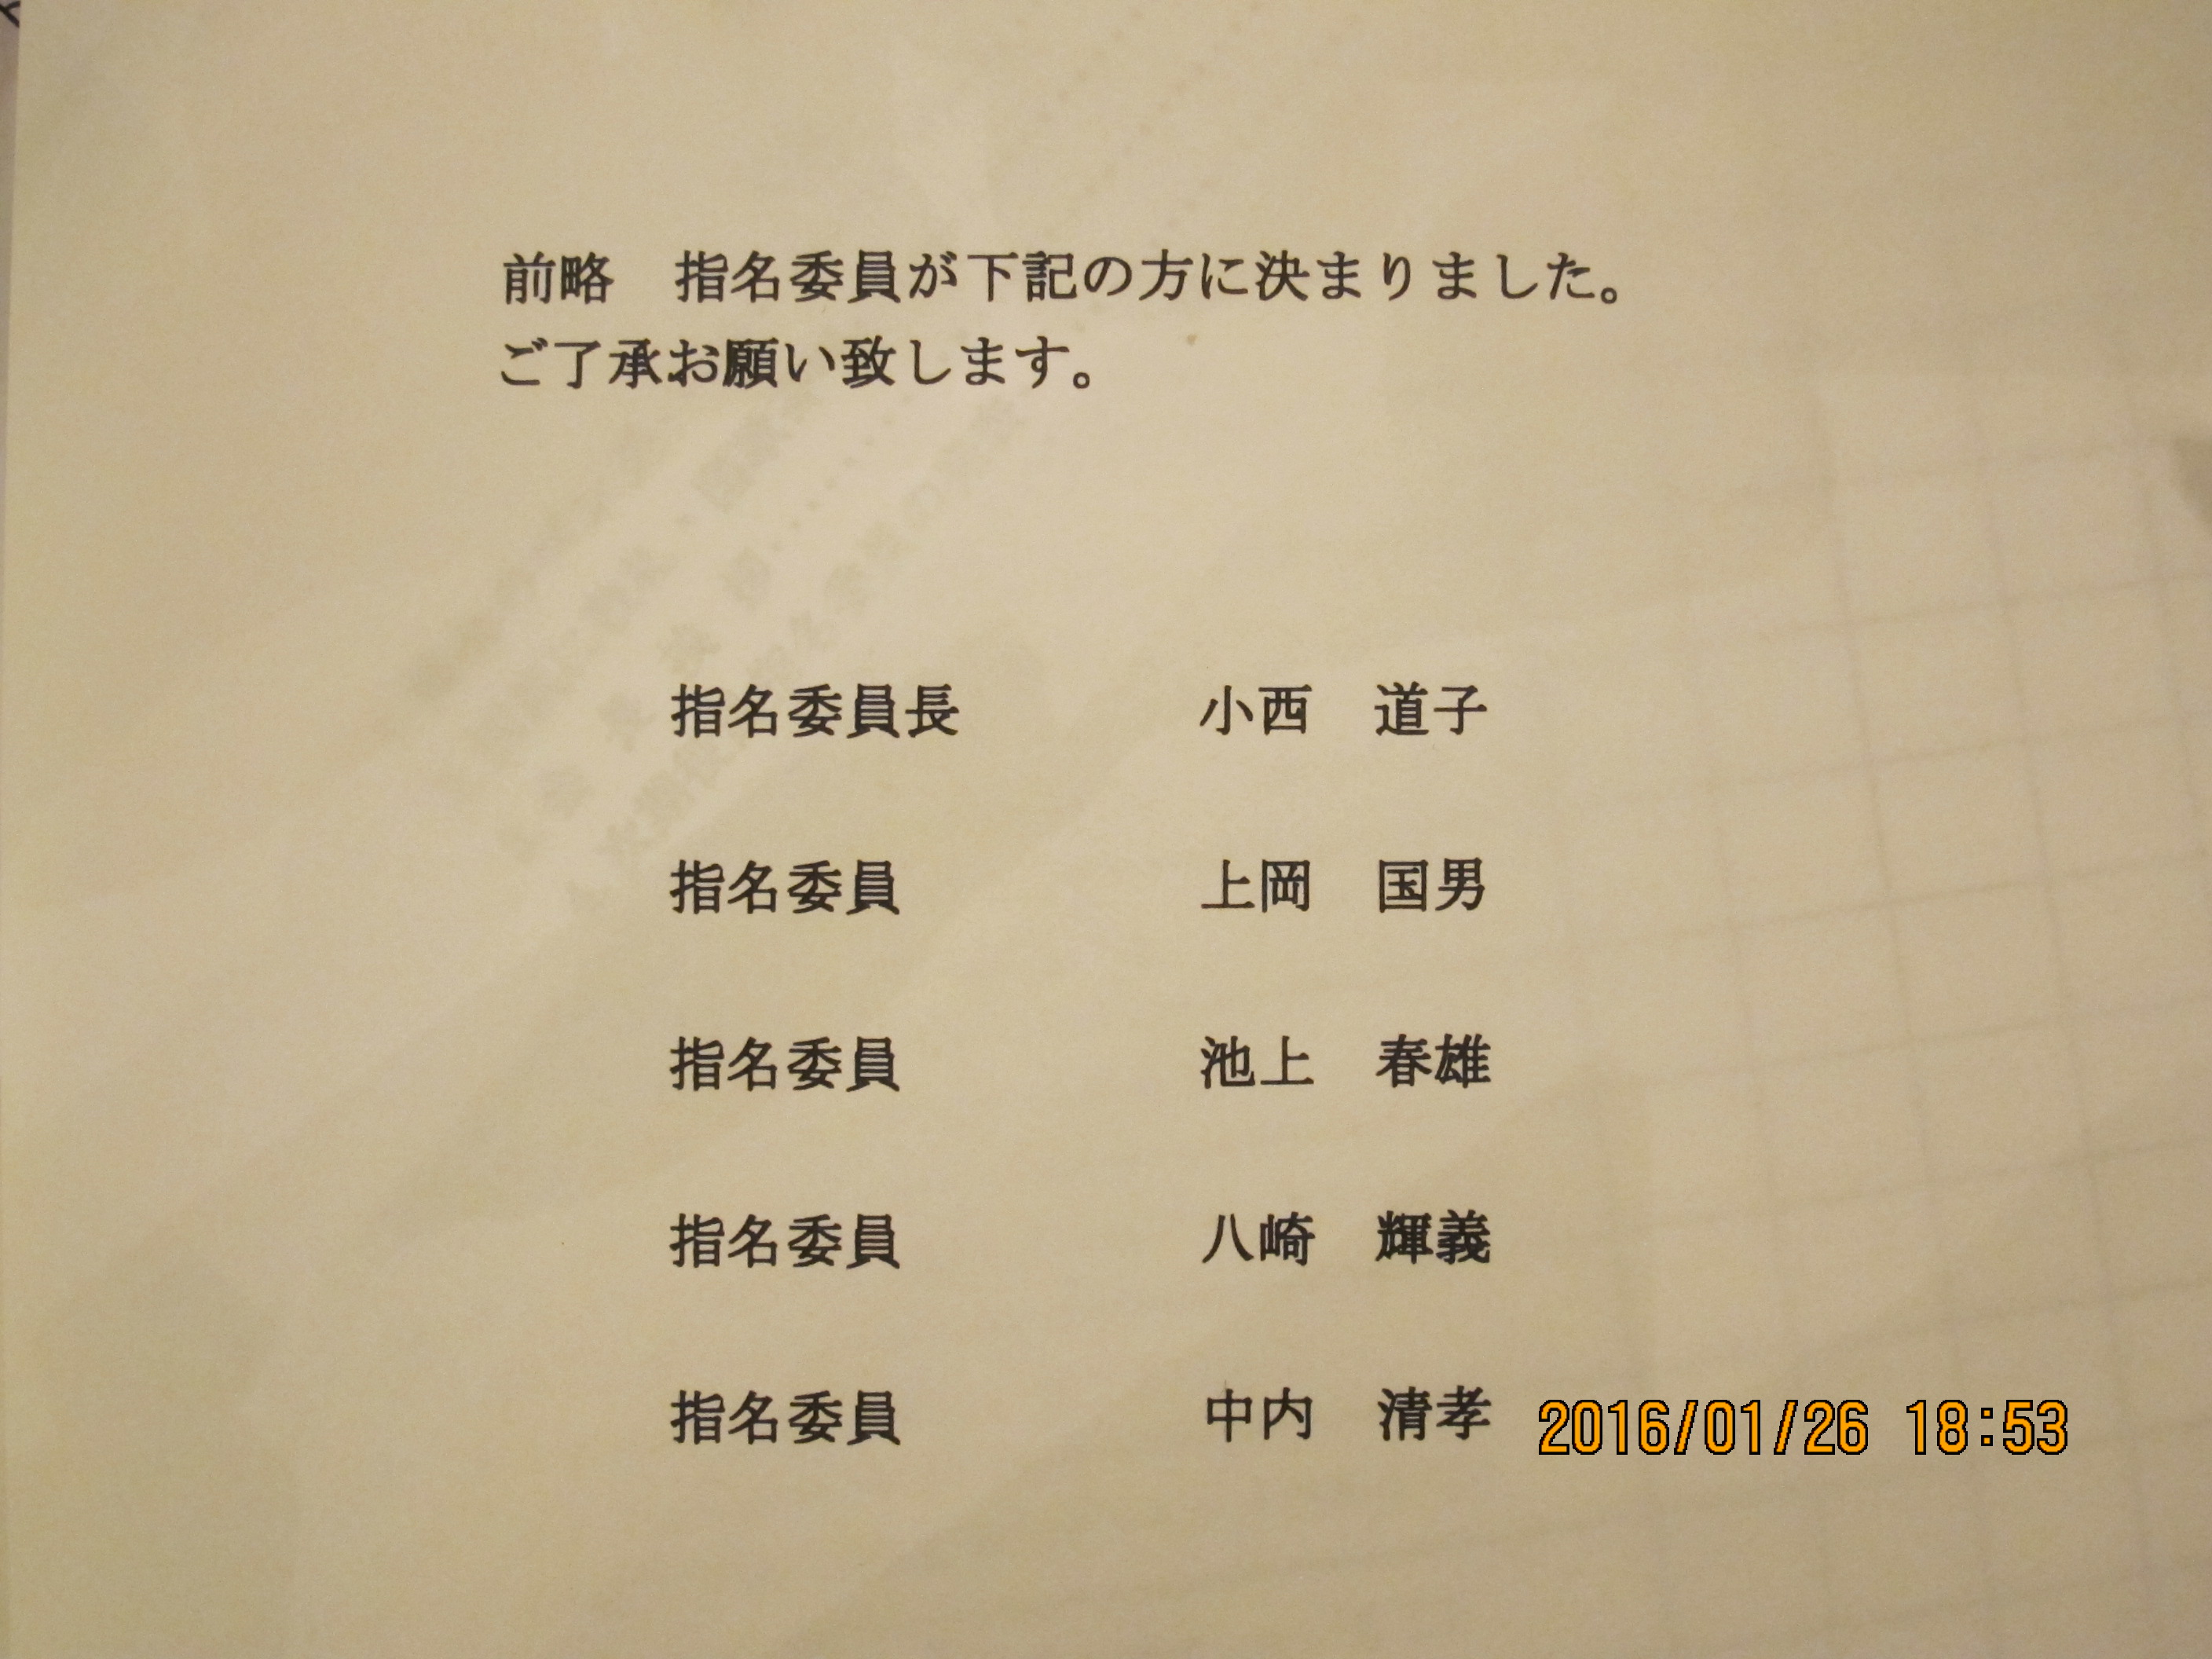 前略　指名委員が下記の方に決まりました。
ご了承お願い致します。
指名委員長　小西　道子
指名委員　上岡　国男
指名委員　池上　春雄
指名委員　八崎　輝義
指名委員　中内　清孝
2016/01/26 18:53